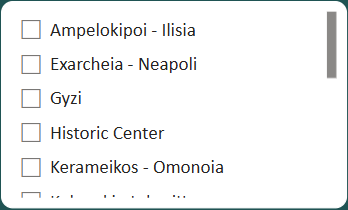 Ampelokipoi - Ilisia
Exarcheia - Neapoli
Gyzi
Historic Center
Kerameikos - Omonoia